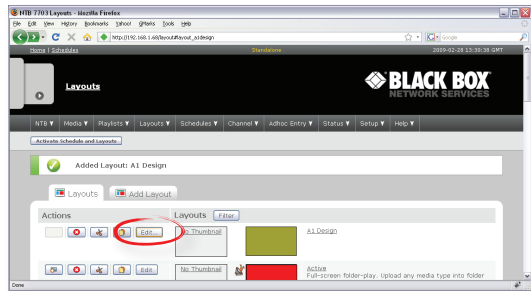 NTB 7703 Layouts - Mozilla Firefox
File Edit View History Bookmarks Yahoo! Tools Help
http://192.168.1.68/layout#layout_a1design
Google
Home | Schedules Standalone 2009-02-26 13:30:38 GMT
Layouts
BLACK BOX
NETWORK SERVICES
NTB Media Playlists Layouts Schedules Channel Adhoc Entry Status Setup Help
Activate Schedule and Layouts
Added Layout: A1 Design
Layouts Add Layout
Actions Layouts Filter
Edit... No Thumbnail A1 Design
Edit No Thumbnail Active
Full-screen folder-play. Upload any media type into folder
Done